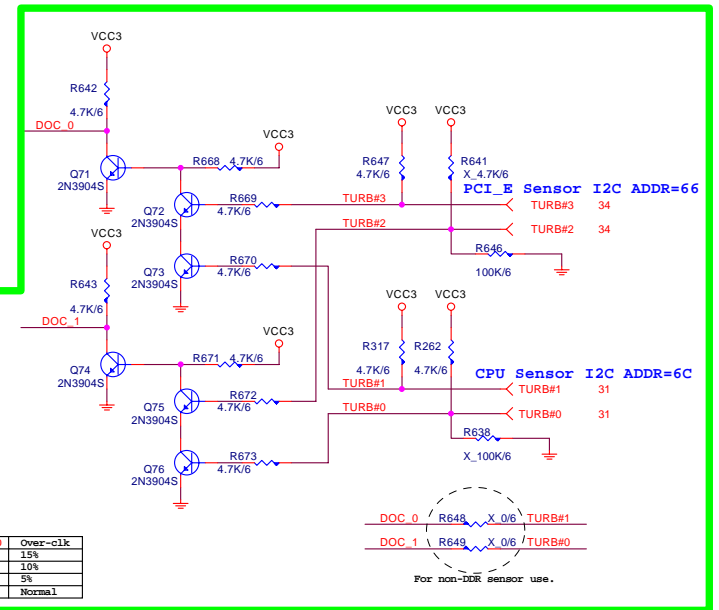 VCC3
R642
4.7K/6
DOC_0
Q71
2N3904S
VCC3
R668 4.7K/6
Q72
2N3904S
R669
4.7K/6
Q73
2N3904S
R670
4.7K/6
VCC3
R647
4.7K/6
VCC3
R641
X_4.7K/6
PCI_E Sensor I2C ADDR=66
TURB#3
TURB#3 34
TURB#2
TURB#2 34
R646
100K/6
VCC3
R643
4.7K/6
DOC_1
Q74
2N3904S
VCC3
R671 4.7K/6
Q75
2N3904S
R672
4.7K/6
Q76
2N3904S
R673
4.7K/6
VCC3
R317
4.7K/6
VCC3
R262
4.7K/6
CPU Sensor I2C ADDR=6C
TURB#1
TURB#1 31
TURB#0
TURB#0 31
R638
X_100K/6
DOC_0 R648 X_0/6 TURB#1
DOC_1 R649 X_0/6 TURB#0
For non-DDR sensor use.
Over-clk
15%
10%
5%
Normal